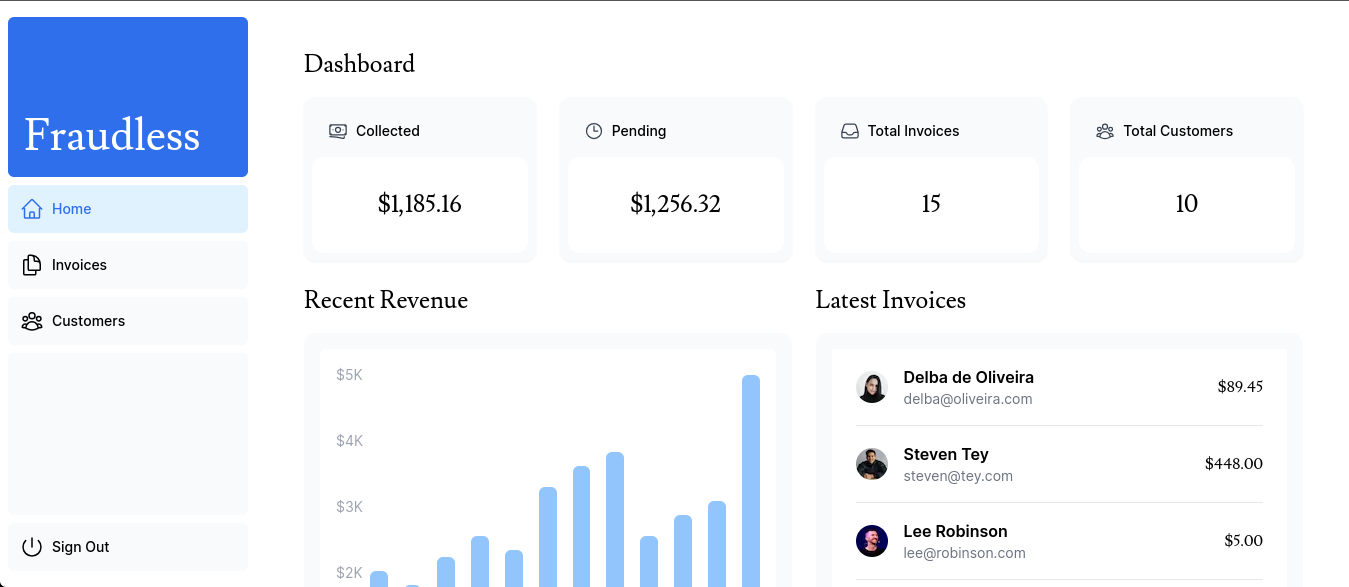 Fraudless
Home
Invoices
Customers
Sign Out
Dashboard
Collected
$1,185.16
Pending
$1,256.32
Total Invoices
15
Total Customers
10
Recent Revenue
$5K
$4K
$3K
$2K
Latest Invoices
Delba de Oliveira
delba@oliveira.com
$89.45
Steven Tey
steven@tey.com
$448.00
Lee Robinson
lee@robinson.com
$5.00